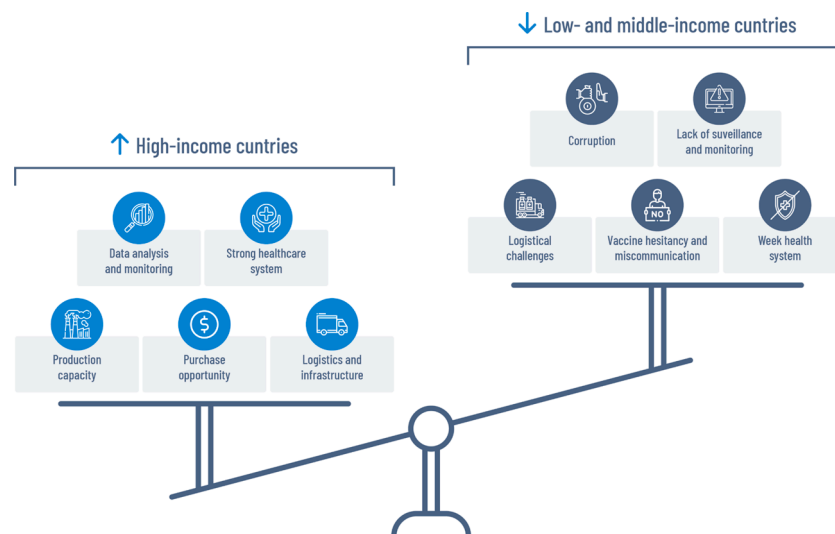 Low- and middle-income cuntries
Corruption
Lack of suveillance
and monitoring
High-income cuntries
Logistical
challenges
NO
Vaccine hesitancy and
miscommunication
Week health
system
Data analysis
and monitoring
Strong healthcare
system
Production
capacity
$
Purchase
opportunity
Logistics and
infrastructure